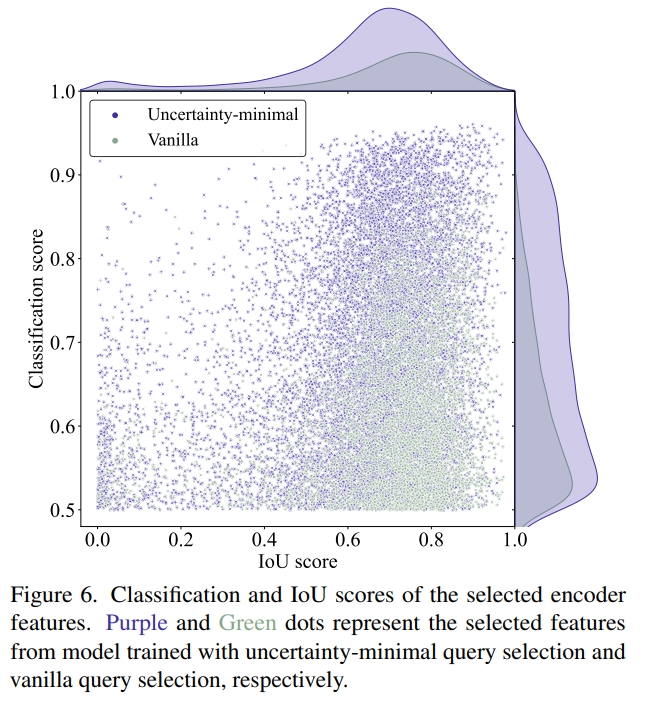 1.0
Uncertainty-minimal
Vanilla
0.9
0.8
0.7
0.6
0.5
Classification score
0.0 0.2 0.4 0.6 0.8 1.0
IoU score
Figure 6. Classification and IoU scores of the selected encoder
features. Purple and Green dots represent the selected features
from model trained with uncertainty-minimal query selection and
vanilla query selection, respectively.